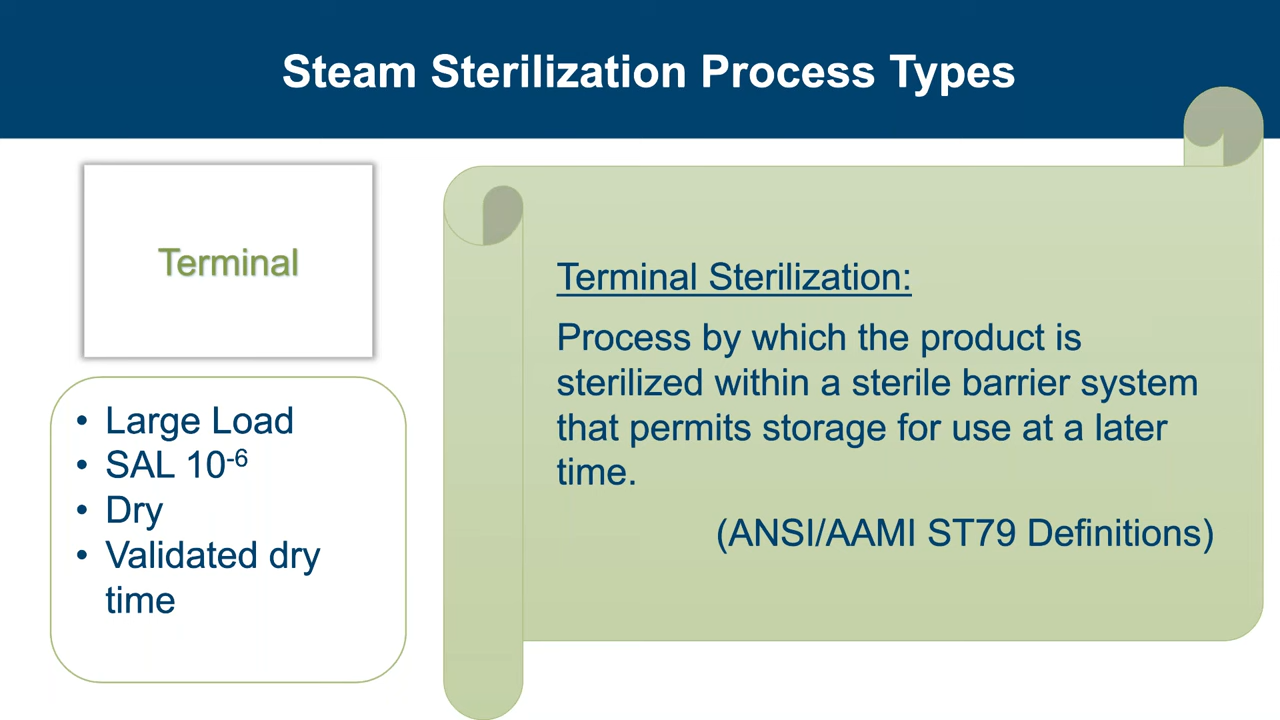 Steam Sterilization Process Types
Terminal
• Large Load
• SAL 10⁻⁶
• Dry
• Validated dry
time
Terminal Sterilization:
Process by which the product is
sterilized within a sterile barrier system
that permits storage for use at a later
time.
(ANSI/AAMI ST79 Definitions)